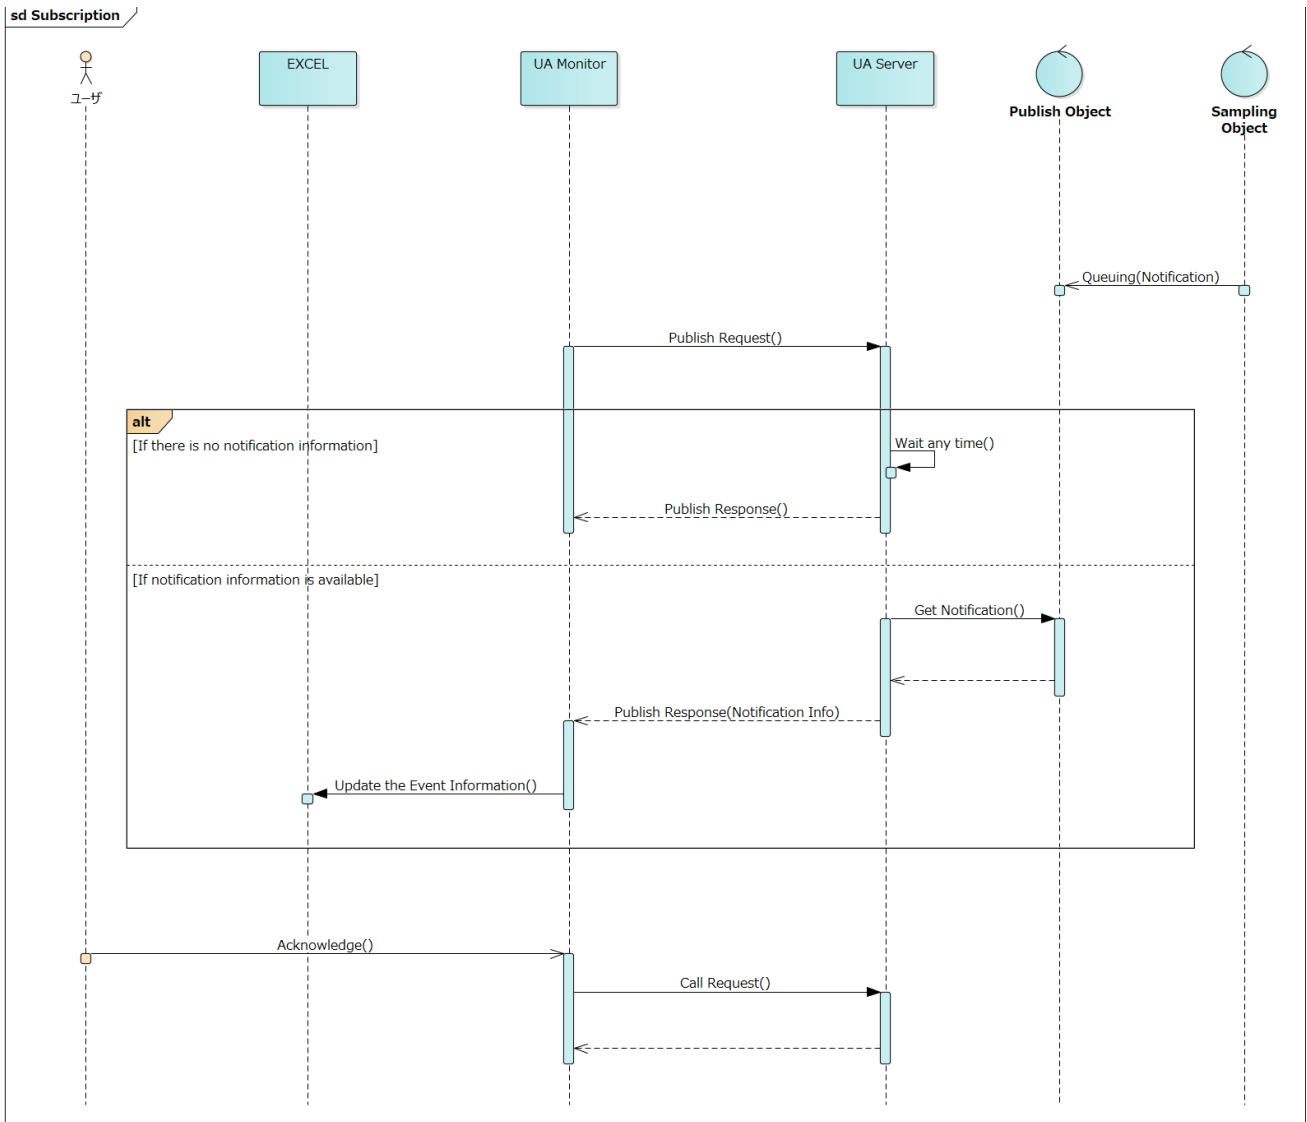 sd Subscription
ユーザ
EXCEL
UA Monitor
UA Server
Publish Object
Sampling
Object
Queuing(Notification)
Publish Request()
alt
[If there is no notification information]
Wait any time()
Publish Response()
[If notification information is available]
Get Notification()
Publish Response(Notification Info)
Update the Event Information()
Acknowledge()
Call Request()